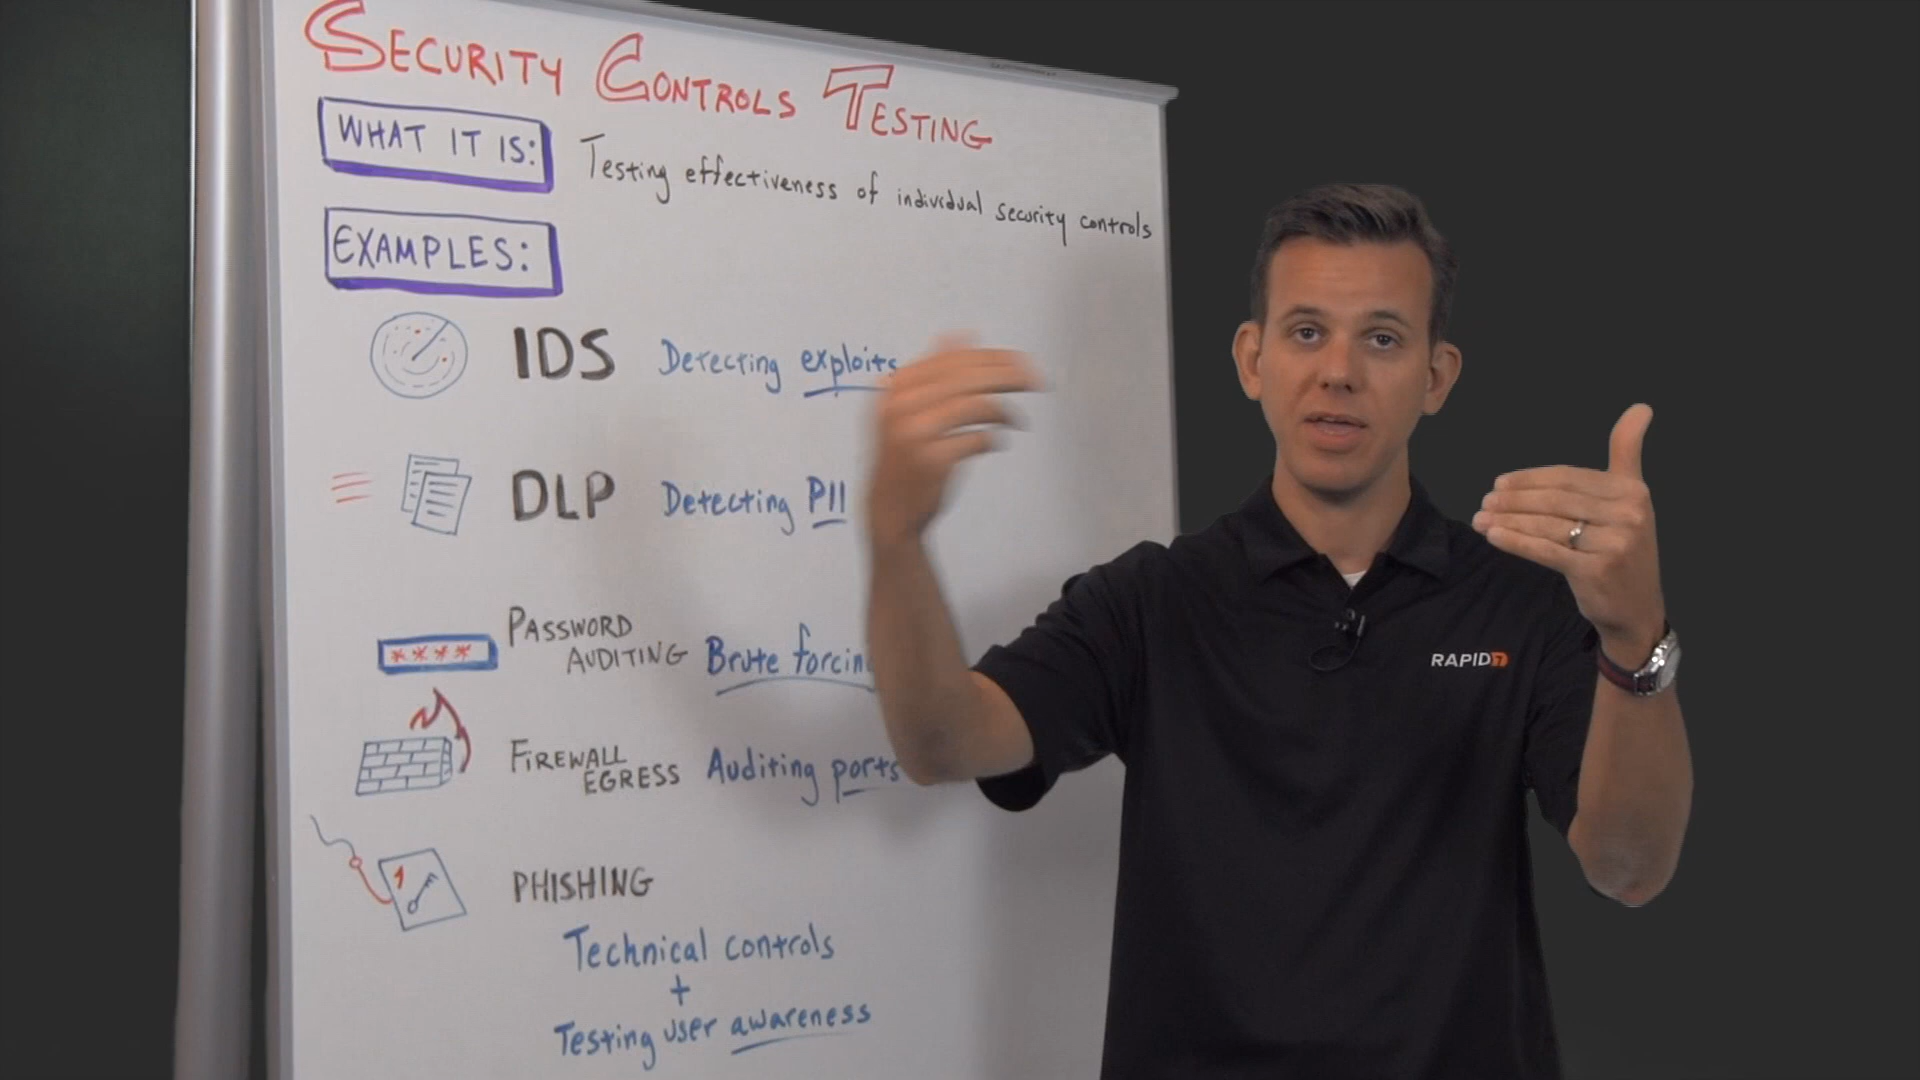 SECURITY CONTROLS TESTING
WHAT IT IS: Testing effectiveness of individual security controls
EXAMPLES:
IDS Detecting exploits
DLP Detecting PII
****
PASSWORD
AUDITING Brute forcing
FIREWALL
EGRESS Auditing ports
1
PHISHING
Technical controls
+
Testing user awareness
RAPID7